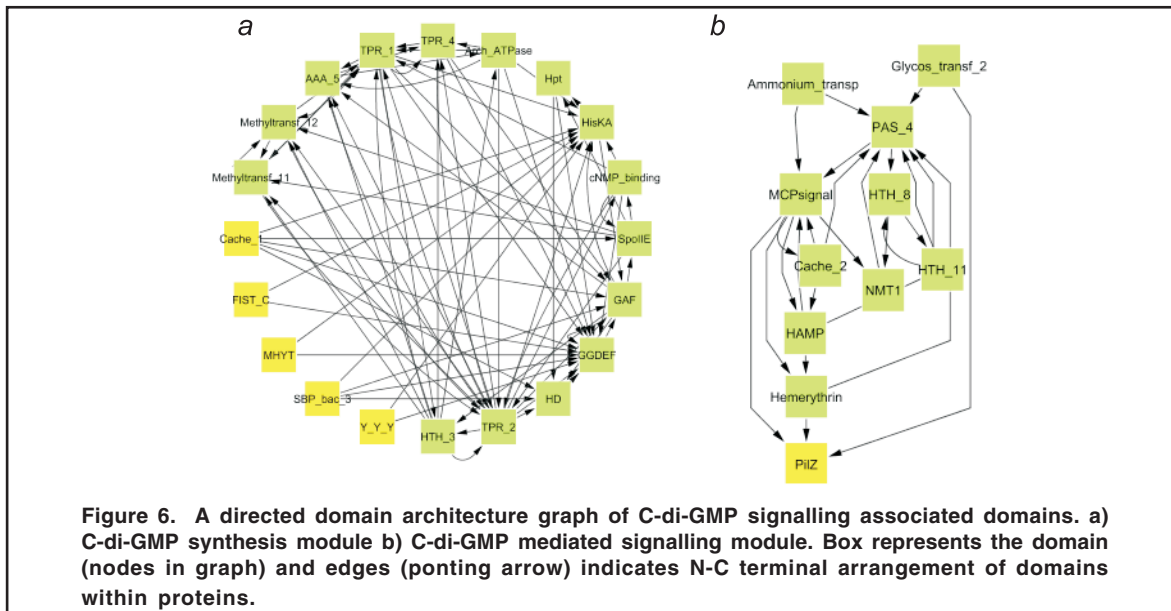 a
b
TPR_1
TPR_4
Arch_ATPase
AAA_5
Hpt
Methyltransf_12
HisKA
Methyltransf_11
cNMP_binding
Cache_1
SpoIIE
FIST_C
GAF
MHYT
GGDEF
SBP_bac_3
HD
Y_Y_Y
HTH_3
TPR_2
Ammonium_transp
Glycos_transf_2
PAS_4
MCPsignal
HTH_8
Cache_2
HTH_11
NMT1
HAMP
Hemerythrin
PilZ
Figure 6. A directed domain architecture graph of C-di-GMP signalling associated domains. a)
C-di-GMP synthesis module b) C-di-GMP mediated signalling module. Box represents the domain
(nodes in graph) and edges (ponting arrow) indicates N-C terminal arrangement of domains
within proteins.